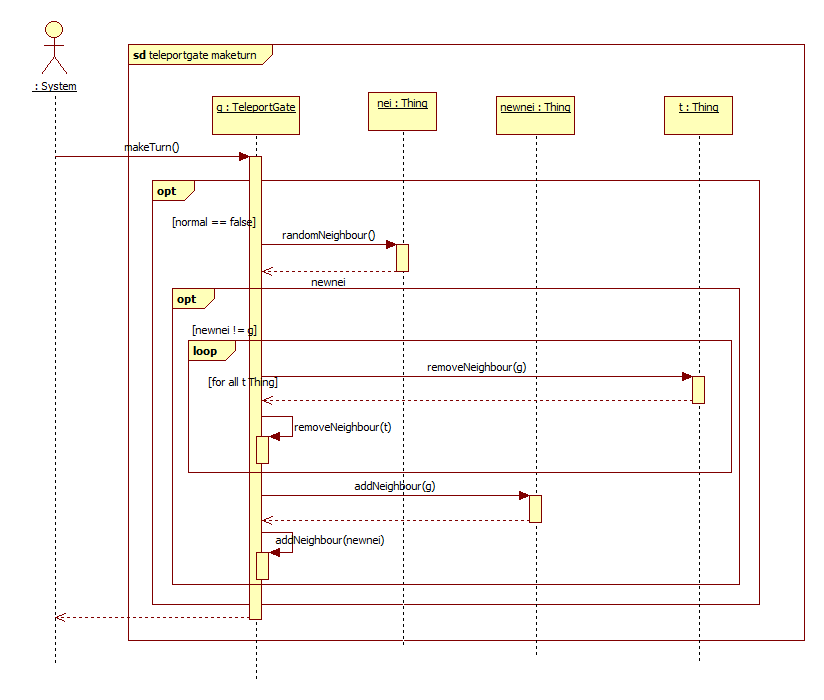 sd teleportgate maketurn
: System
g : TeleportGate
nei : Thing
newnei : Thing
t : Thing
makeTurn()
opt
[normal == false]
randomNeighbour()
newnei
opt
[newnei != g]
loop
removeNeighbour(g)
[for all t Thing]
removeNeighbour(t)
addNeighbour(g)
addNeighbour(newnei)